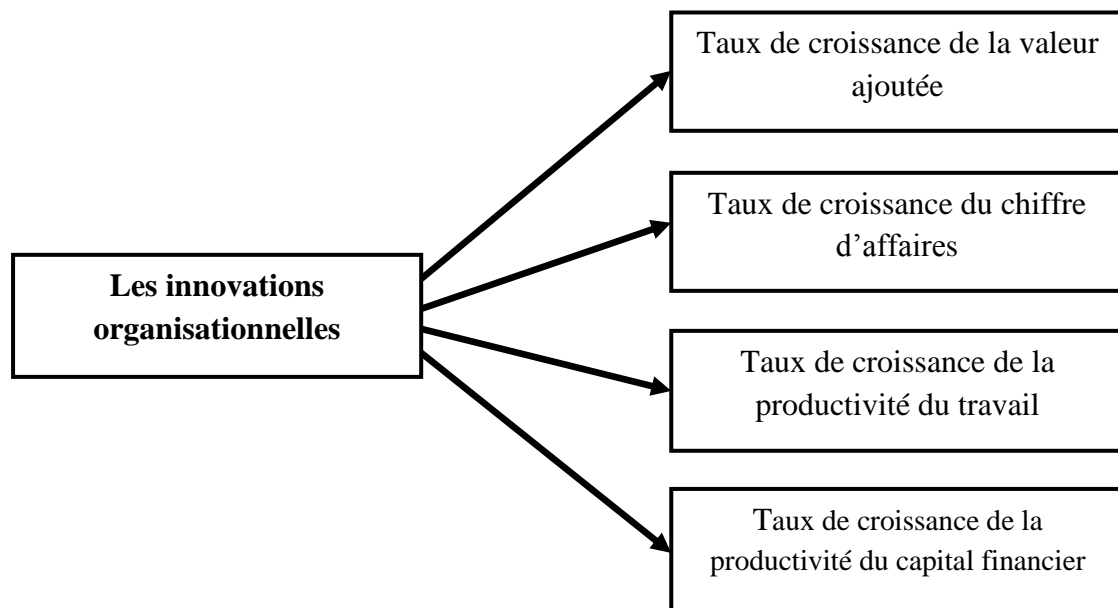 Taux de croissance de la valeur
ajoutée
Taux de croissance du chiffre
d’affaires
Les innovations
organisationnelles
Taux de croissance de la
productivité du travail
Taux de croissance de la
productivité du capital financier